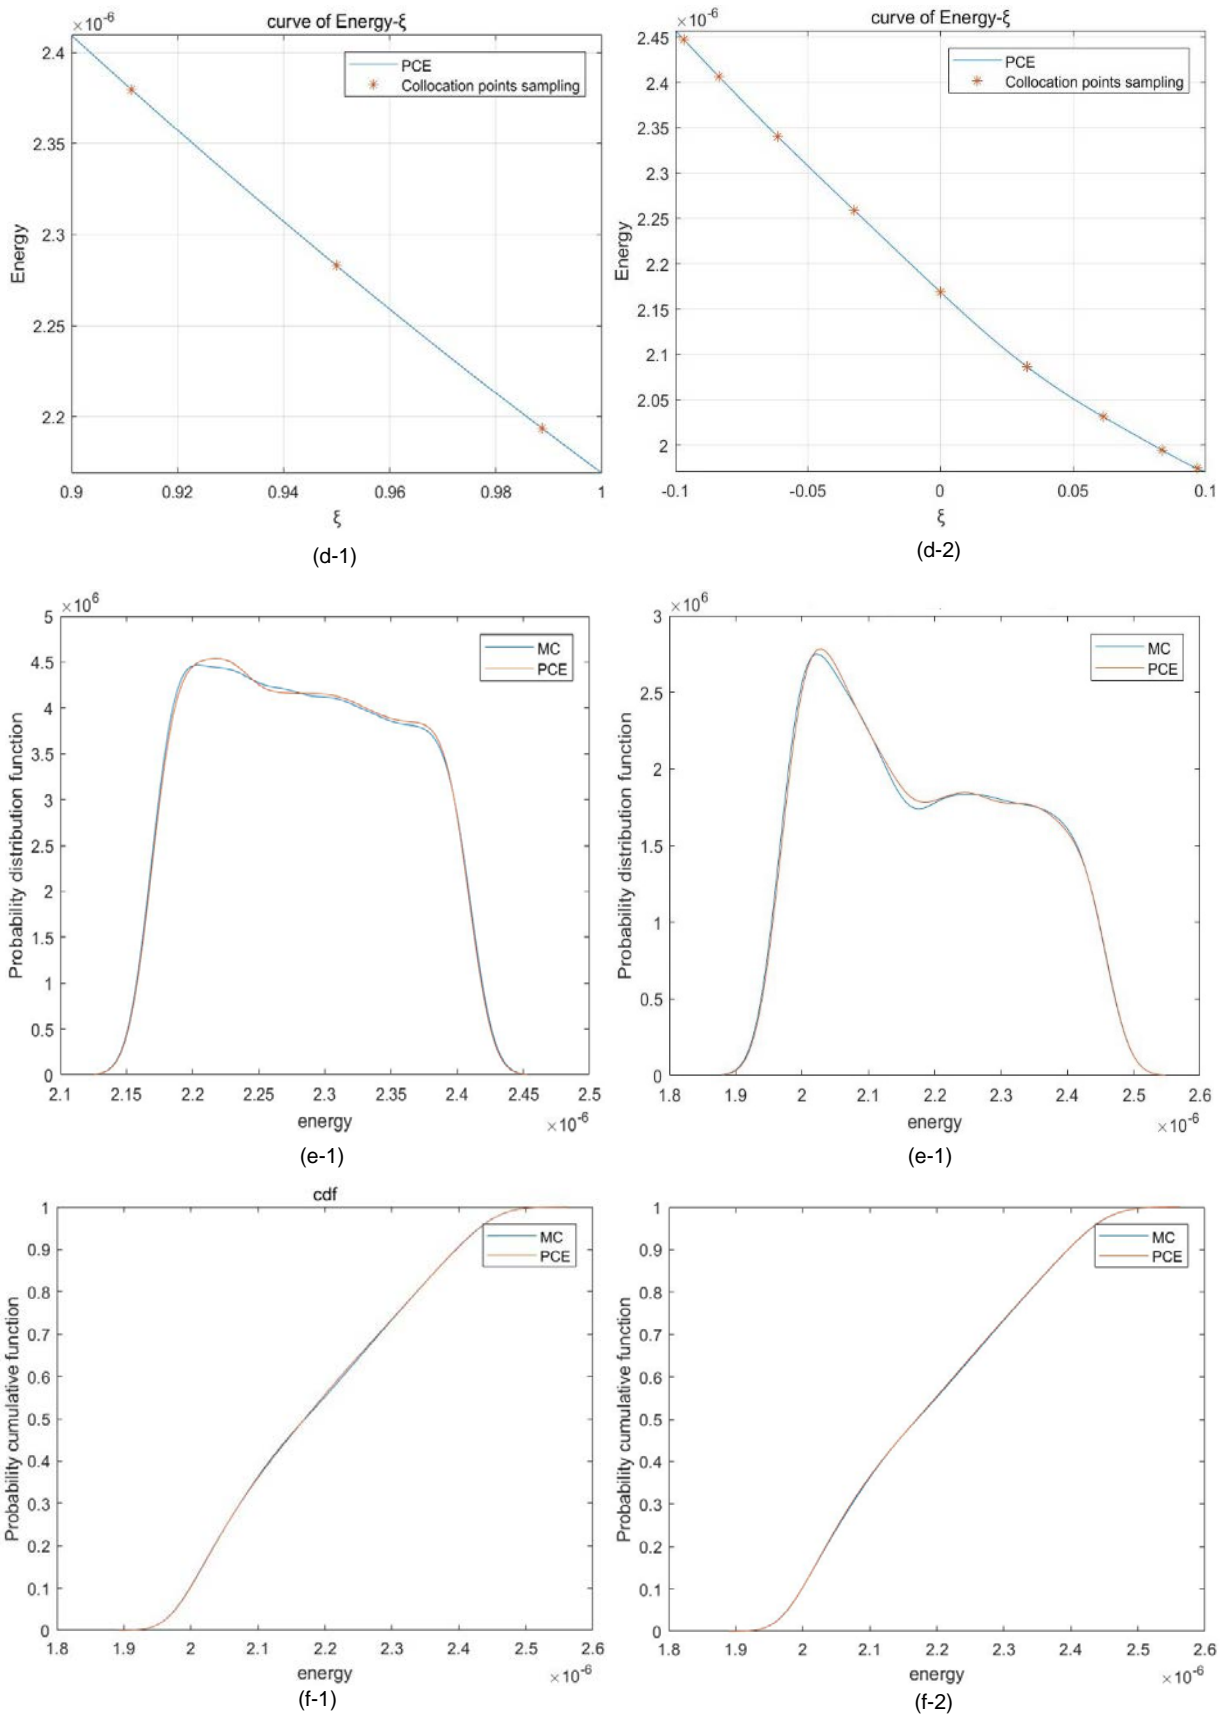 ×10⁻⁶
curve of Energy-ξ
PCE
Collocation points sampling
2.4
2.35
2.3
2.25
2.2
Energy
0.9 0.92 0.94 0.96 0.98 1
ξ
(d-1)
×10⁻⁶
curve of Energy-ξ
PCE
Collocation points sampling
2.45
2.4
2.35
2.3
2.25
2.2
2.15
2.1
2.05
2
Energy
-0.1 -0.05 0 0.05 0.1
ξ
(d-2)
×10⁶
MC
PCE
5
4.5
4
3.5
3
2.5
2
1.5
1
0.5
0
Probability distribution function
2.1 2.15 2.2 2.25 2.3 2.35 2.4 2.45 2.5
energy
×10⁻⁶
(e-1)
×10⁶
MC
PCE
3
2.5
2
1.5
1
0.5
0
Probability distribution function
1.8 1.9 2 2.1 2.2 2.3 2.4 2.5 2.6
energy
×10⁻⁶
(e-1)
cdf
MC
PCE
1
0.9
0.8
0.7
0.6
0.5
0.4
0.3
0.2
0.1
0
Probability cumulative function
1.8 1.9 2 2.1 2.2 2.3 2.4 2.5 2.6
energy
×10⁻⁶
(f-1)
MC
PCE
1
0.9
0.8
0.7
0.6
0.5
0.4
0.3
0.2
0.1
0
Probability cumulative function
1.8 1.9 2 2.1 2.2 2.3 2.4 2.5 2.6
energy
×10⁻⁶
(f-2)